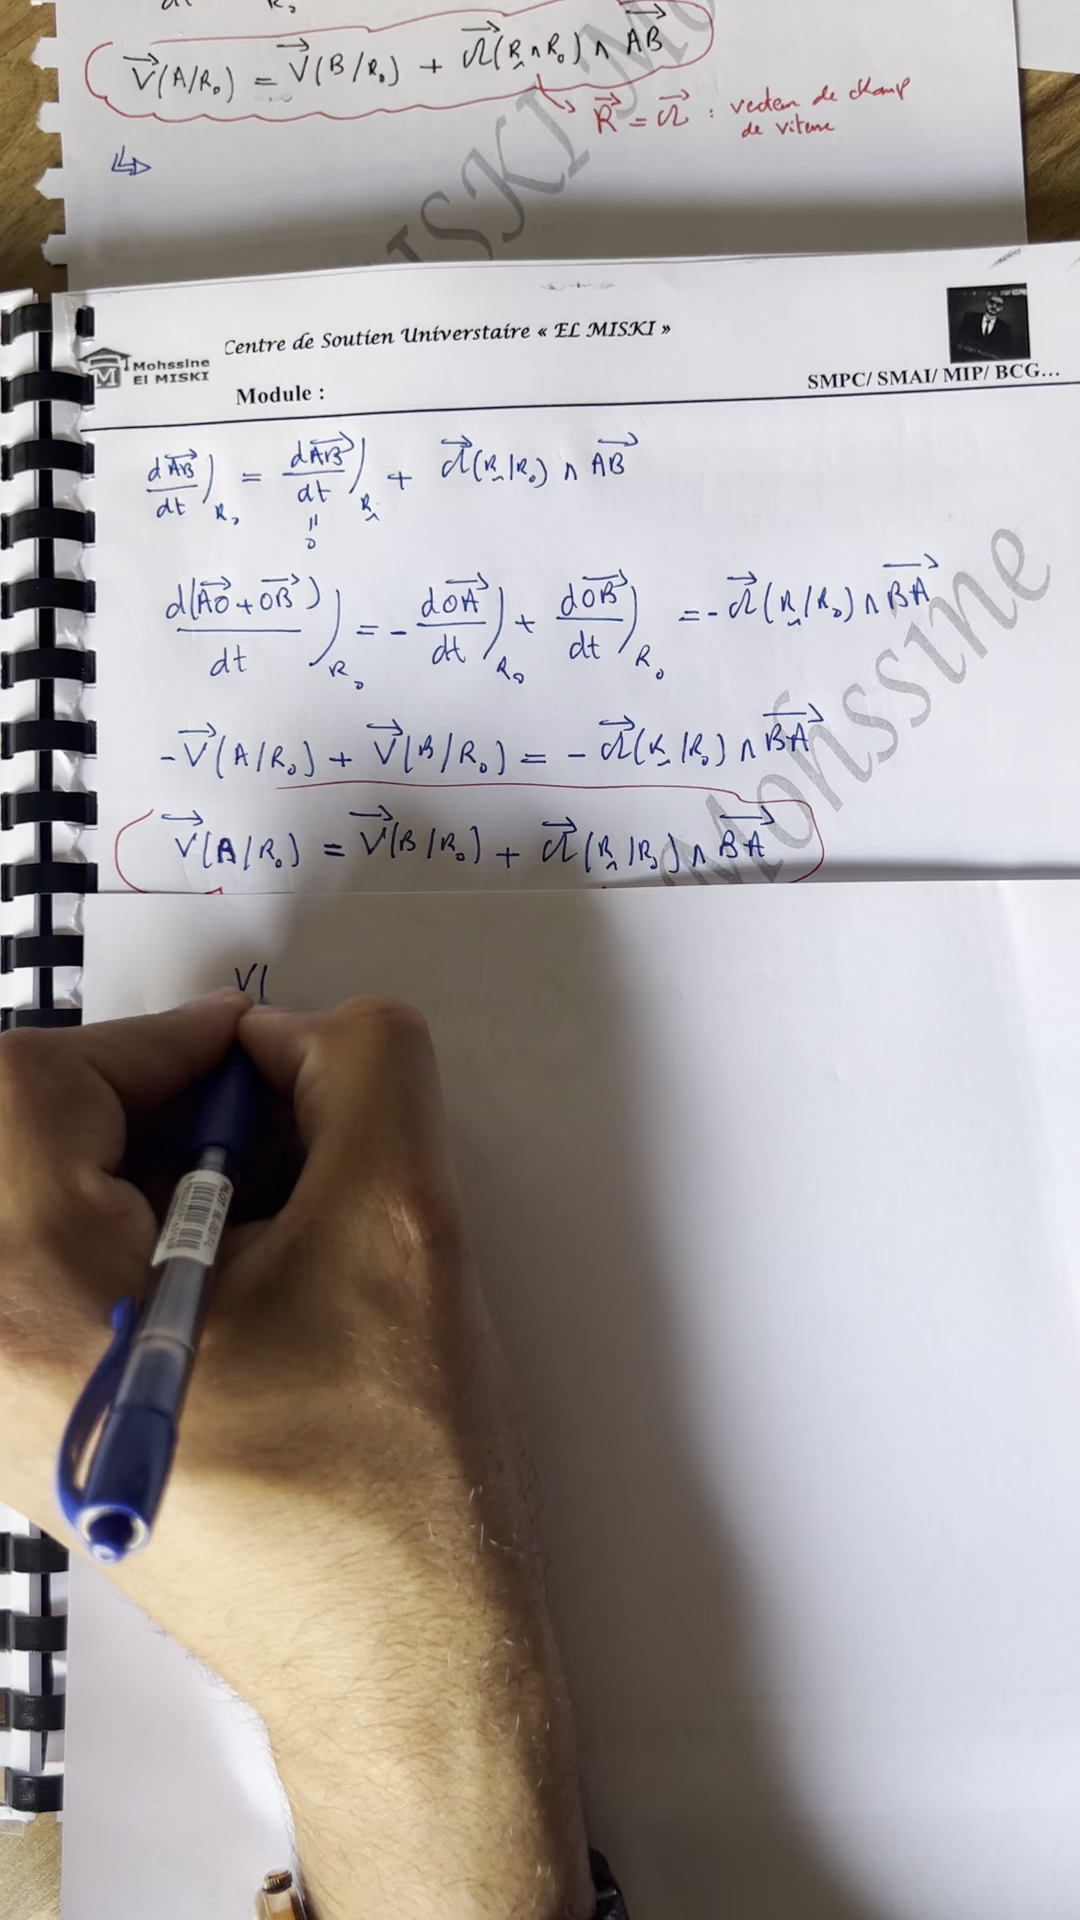 V(A/R₀) = V(B/R₀) + Ω(R₁∧R₀) ∧ AB
R = Ω : vecteur de champ
de vitesse
Centre de Soutien Universtaire « EL MISKI »
Mohssine
El MISKI
Module :
SMPC/ SMAI/ MIP/ BCG...
dAB/dt)R₀ = dAB/dt)R₁ + Ω(R₁/R₀) ∧ AB
= 0
d(AO + OB)/dt)R₀ = - dOA/dt)R₀ + dOB/dt)R₀ = - Ω(R₁/R₀) ∧ BA
- V(A/R₀) + V(B/R₀) = - Ω(R₁/R₀) ∧ BA
V(A/R₀) = V(B/R₀) + Ω(R₁/R₀) ∧ BA
V(
Mohssine